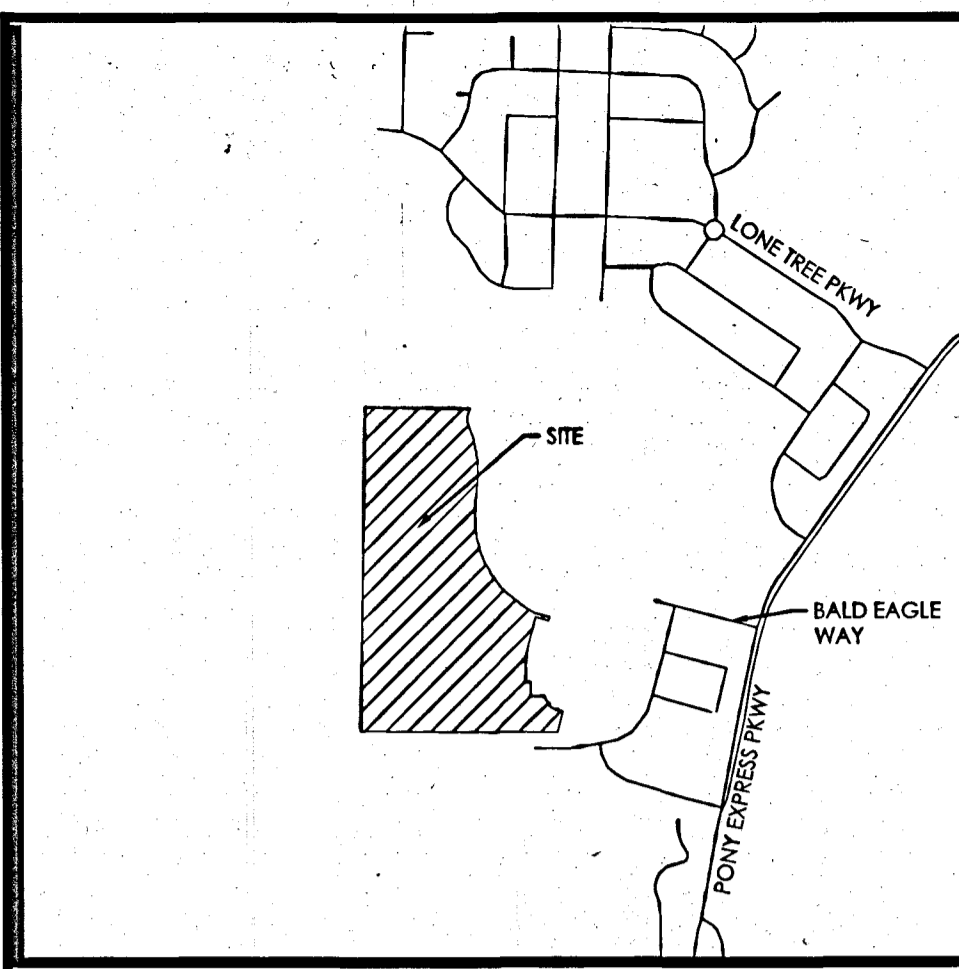 LONE TREE PKWY
SITE
BALD EAGLE
WAY
PONY EXPRESS PKWY